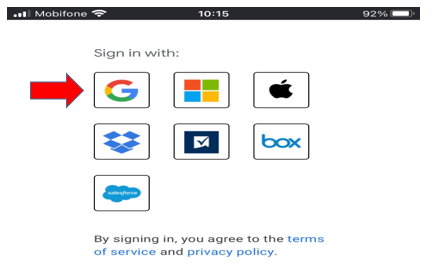 Mobifone 10:15 92%
Sign in with:
G
box
salesforce
By signing in, you agree to the terms
of service and privacy policy.